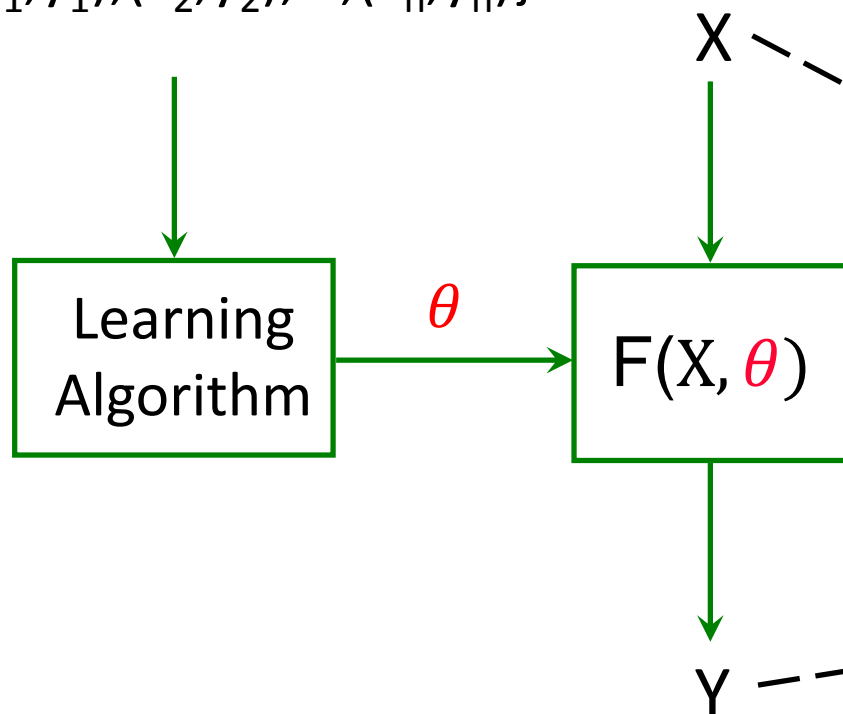 X
Learning
Algorithm
θ
F(X, θ)
Y